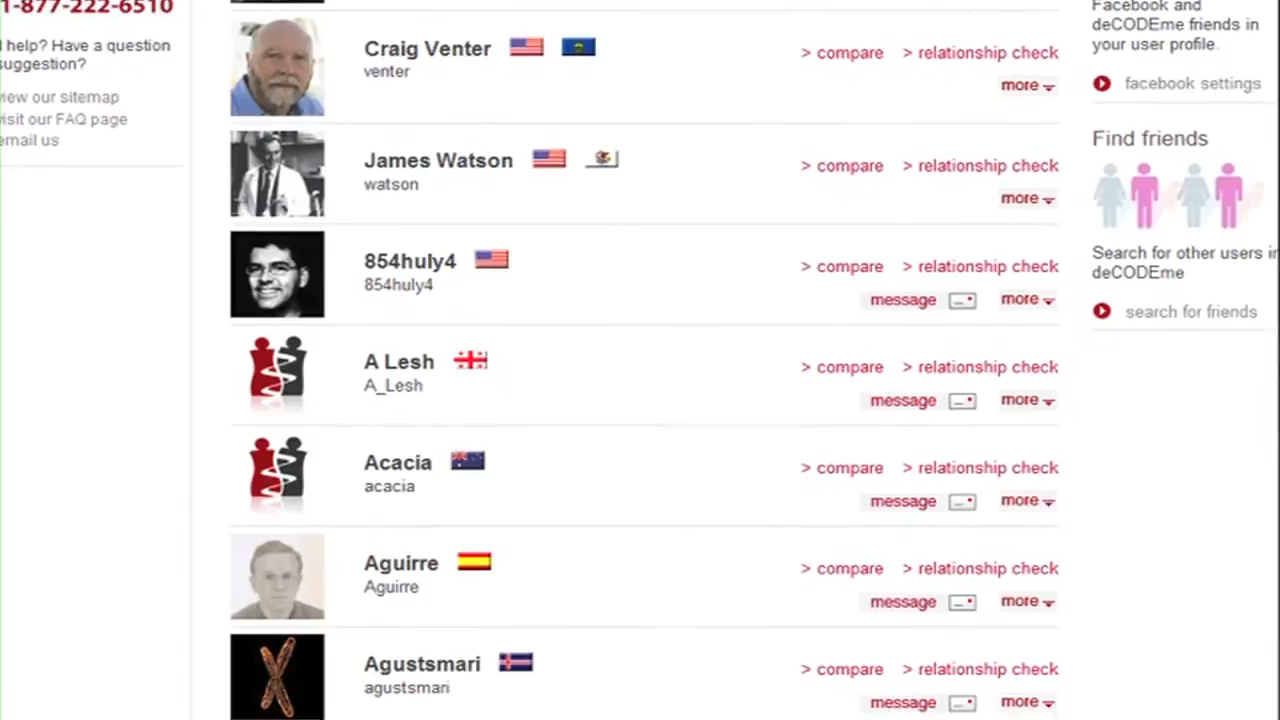 1-877-222-6510
help? Have a question
suggestion?
view our sitemap
visit our FAQ page
email us
Craig Venter
venter
> compare > relationship check
more
James Watson
watson
> compare > relationship check
more
854huly4
854huly4
> compare > relationship check
message more
A Lesh
A_Lesh
> compare > relationship check
message more
Acacia
acacia
> compare > relationship check
message more
Aguirre
Aguirre
> compare > relationship check
message more
Agustsmari
agustsmari
> compare > relationship check
message more
Facebook and
deCODEme friends in
your user profile.
facebook settings
Find friends
Search for other users in
deCODEme
search for friends